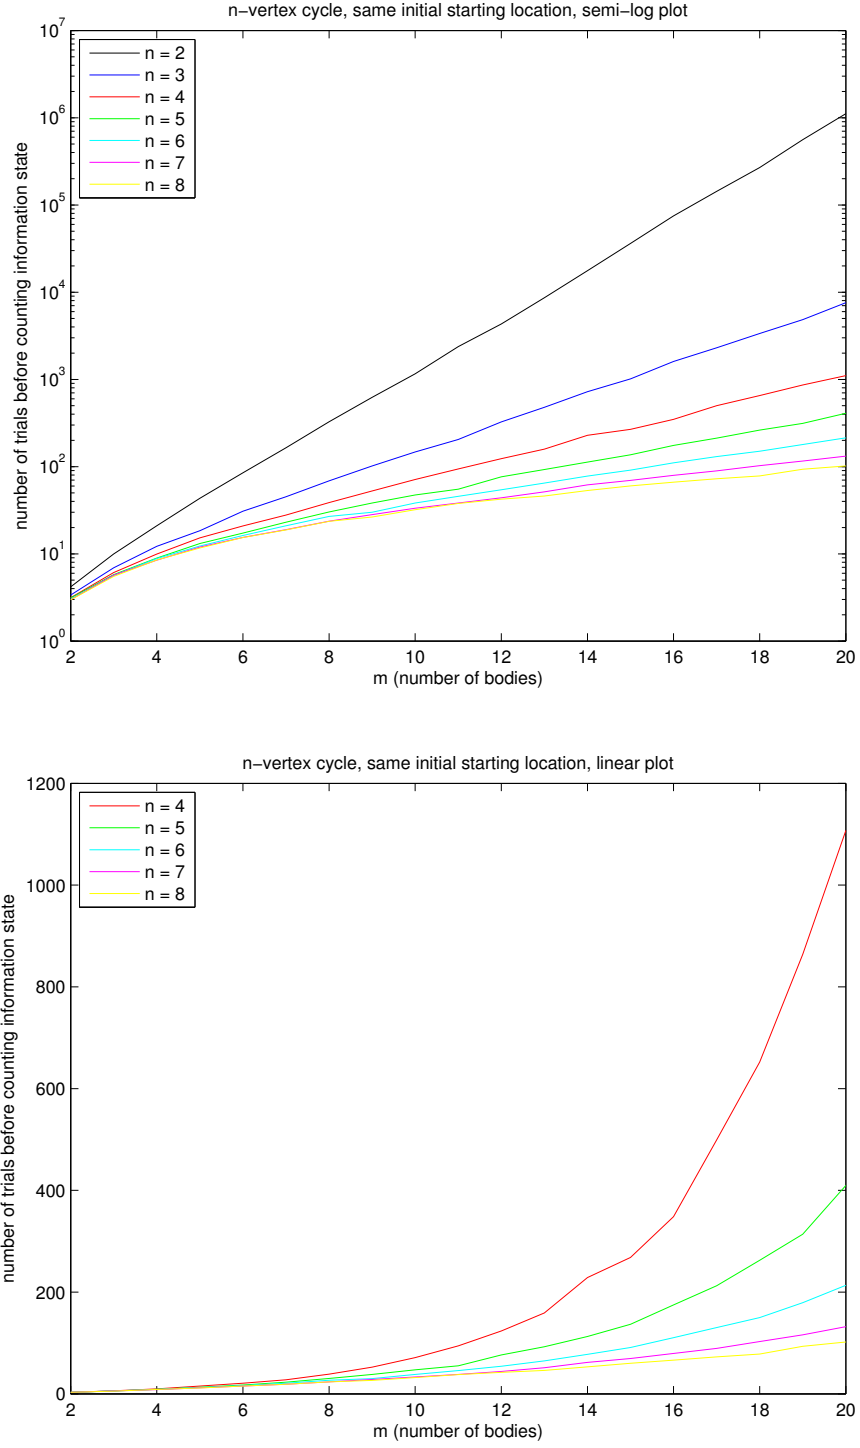 n−vertex cycle, same initial starting location, semi−log plot
number of trials before counting information state
10^7
10^6
10^5
10^4
10^3
10^2
10^1
10^0
n = 2
n = 3
n = 4
n = 5
n = 6
n = 7
n = 8
2 4 6 8 10 12 14 16 18 20
m (number of bodies)
n−vertex cycle, same initial starting location, linear plot
number of trials before counting information state
1200
1000
800
600
400
200
0
n = 4
n = 5
n = 6
n = 7
n = 8
2 4 6 8 10 12 14 16 18 20
m (number of bodies)